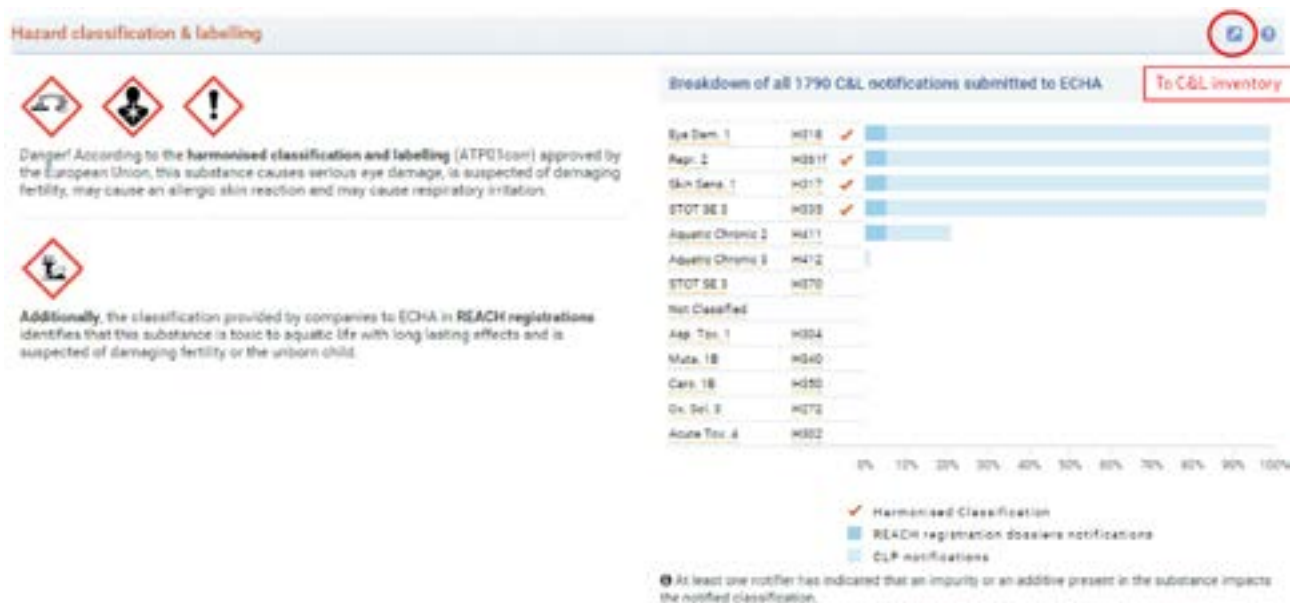 Hazard classification & labelling
To C&L inventory
Danger! According to the harmonised classification and labelling (ATP01corr) approved by
the European Union, this substance causes serious eye damage, is suspected of damaging
fertility, may cause an allergic skin reaction and may cause respiratory irritation.
Additionally, the classification provided by companies to ECHA in REACH registrations
identifies that this substance is toxic to aquatic life with long lasting effects and is
suspected of damaging fertility or the unborn child.
Breakdown of all 1790 C&L notifications submitted to ECHA
Eye Dam. 1 H318
Repr. 2 H361f
Skin Sens. 1 H317
STOT SE 3 H335
Aquatic Chronic 2 H411
Aquatic Chronic 3 H412
STOT SE H370
Not Classified
Asp. Tox. 1 H304
Muta. 1B H340
Carc. 1B H350
Ox. Sol. H272
Acute Tox. 4 H302
0% 10% 20% 30% 40% 50% 60% 70% 80% 90% 100%
Harmonised Classification
REACH registration dossiers notifications
CLP notifications
At least one notifier has indicated that an impurity or an additive present in the substance impacts
the notified classification.